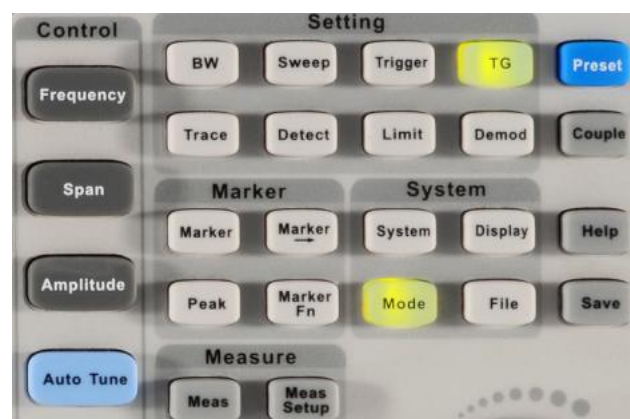 Control
Frequency
Span
Amplitude
Auto Tune
Setting
BW
Sweep
Trigger
TG
Trace
Detect
Limit
Demod
Marker
Marker
Marker
Peak
Marker
Fn
System
System
Display
Mode
File
Measure
Meas
Meas
Setup
Preset
Couple
Help
Save